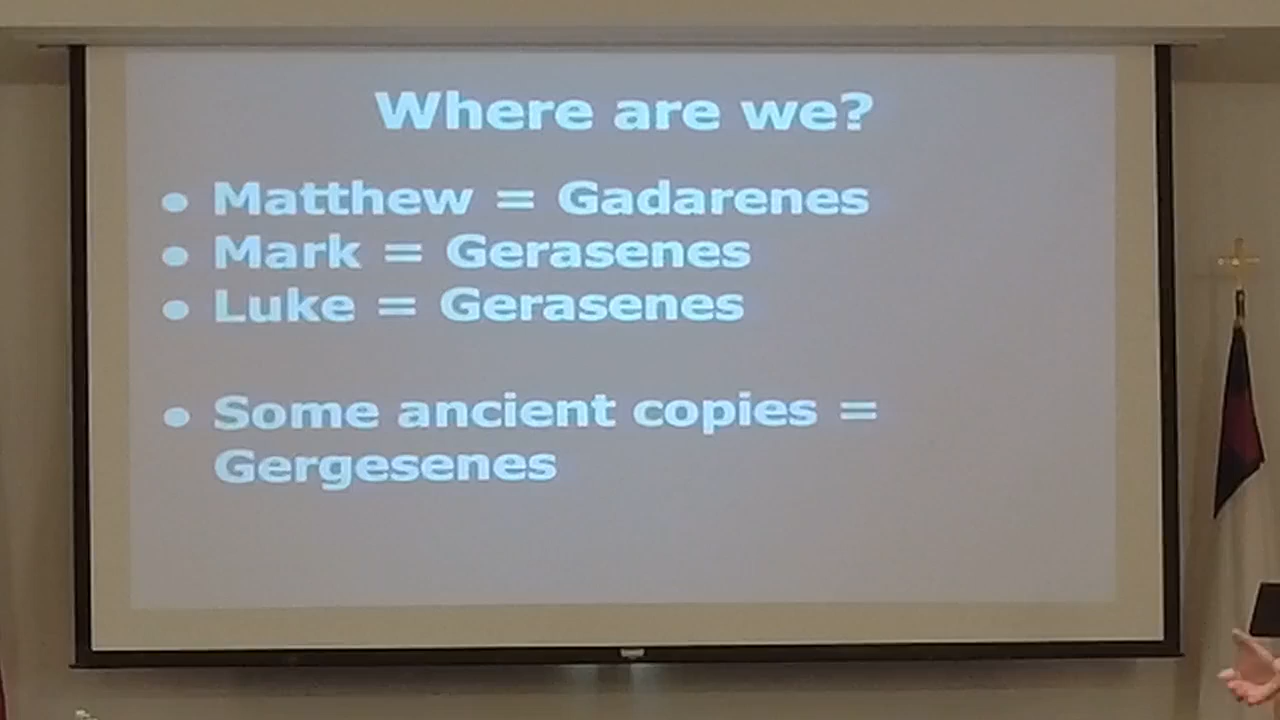 Where are we?
• Matthew = Gadarenes
• Mark = Gerasenes
• Luke = Gerasenes
• Some ancient copies =
Gergesenes